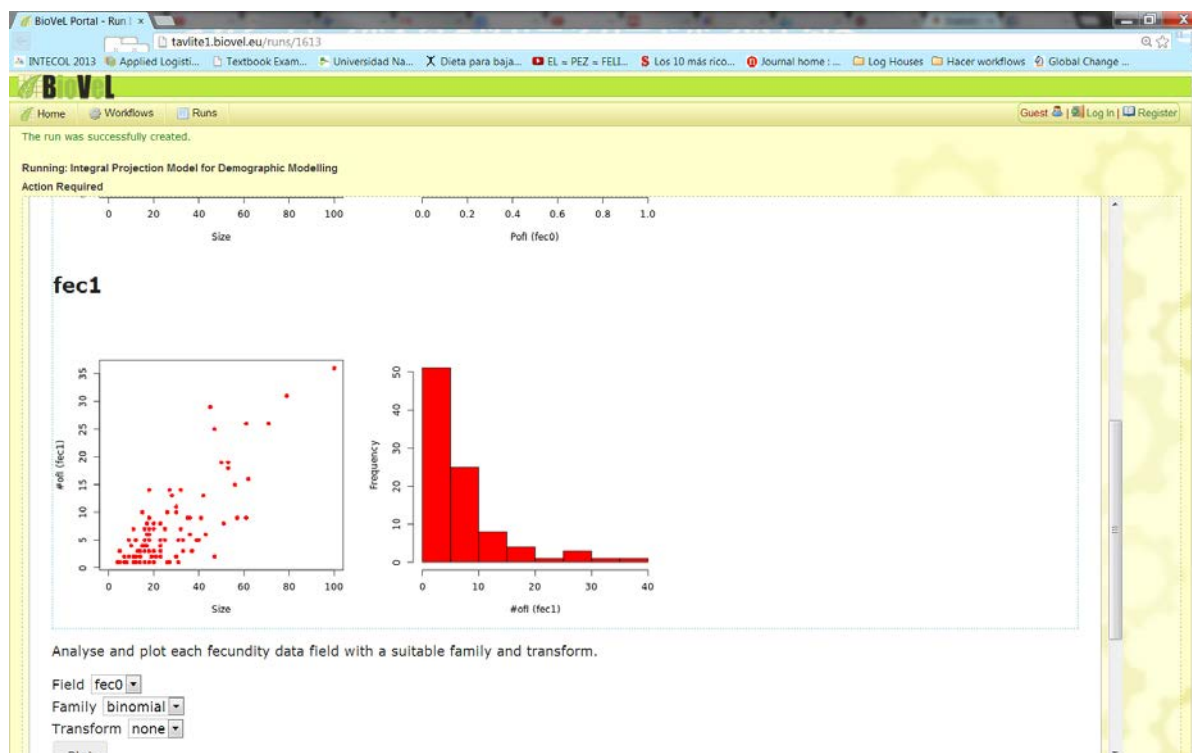 BioVeL Portal - Run I ×
tavlite1.biovel.eu/runs/1613
INTECOL 2013 Applied Logisti... Textbook Exam... Universidad Na... Dieta para baja... EL = PEZ = FELI... Los 10 más rico... Journal home : ... Log Houses Hacer workflows Global Change ...
BioVeL
Home Workflows Runs Guest | Log In | Register
The run was successfully created.
Running: Integral Projection Model for Demographic Modelling
Action Required
0 20 40 60 80 100 0.0 0.2 0.4 0.6 0.8 1.0
Size PofI (fec0)
fec1
#ofI (fec1)
0 5 10 15 20 25 30 35
0 20 40 60 80 100
Size
Frequency
0 10 20 30 40 50
0 10 20 30 40
#ofI (fec1)
Analyse and plot each fecundity data field with a suitable family and transform.
Field fec0
Family binomial
Transform none